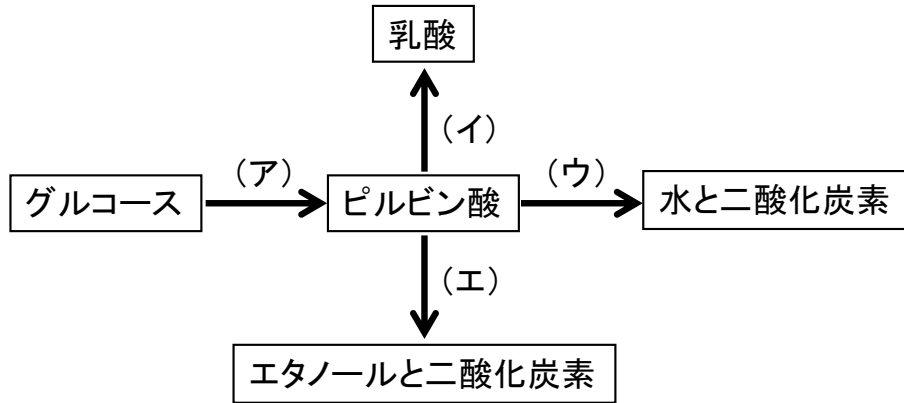 乳酸
(イ)
(ア)
(ウ)
グルコース
ピルビン酸
水と二酸化炭素
(エ)
エタノールと二酸化炭素